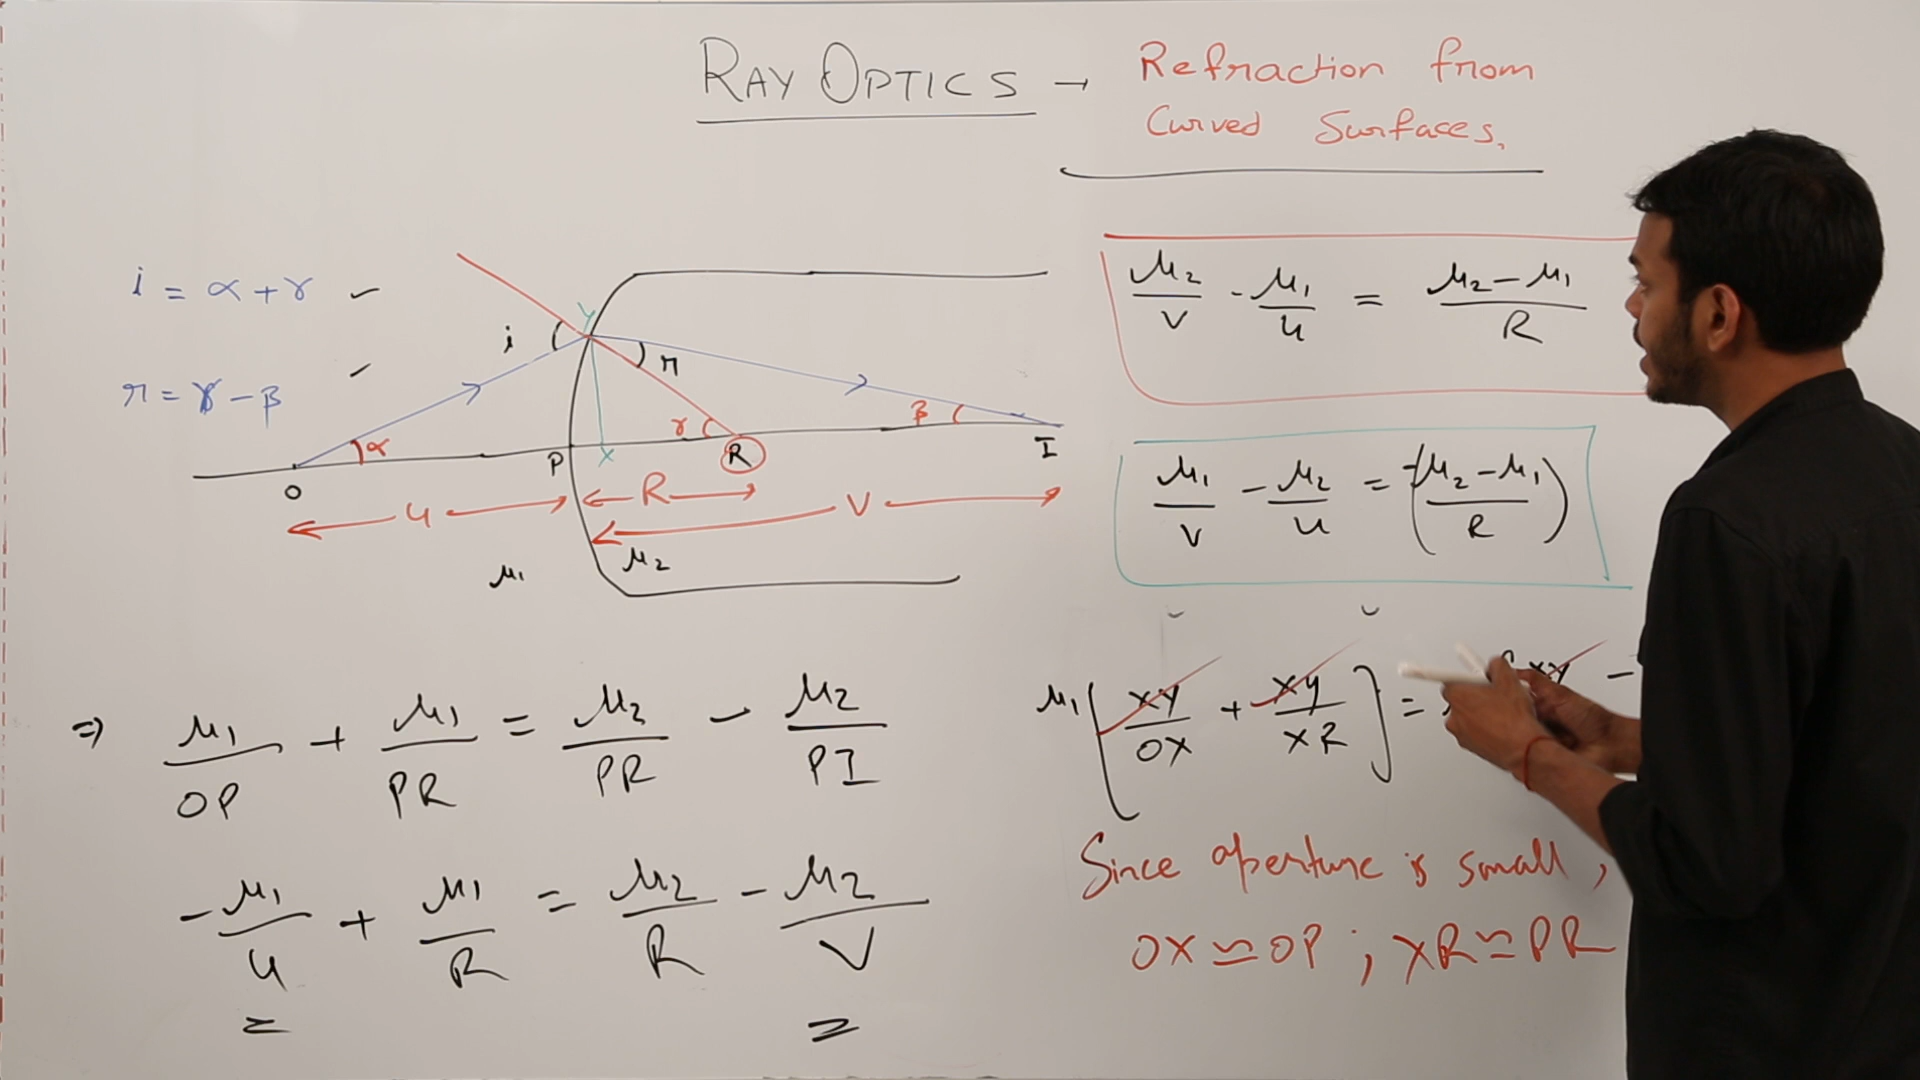 RAY OPTICS → Refraction from
Curved Surfaces.
i = α + γ
r = γ - β
i
Y
r
α
γ
β
O
P
X
R
I
u
R
V
μ₁
μ₂
μ₂/V - μ₁/u = (μ₂ - μ₁)/R
μ₁/V - μ₂/u = -(μ₂ - μ₁/R)
⇒ μ₁/OP + μ₁/PR = μ₂/PR - μ₂/PI
-μ₁/u + μ₁/R = μ₂/R - μ₂/V
μ₁[XY/OX + XY/XR] = XY -
Since aperture is small,
OX ≃ OP ; XR ≃ PR